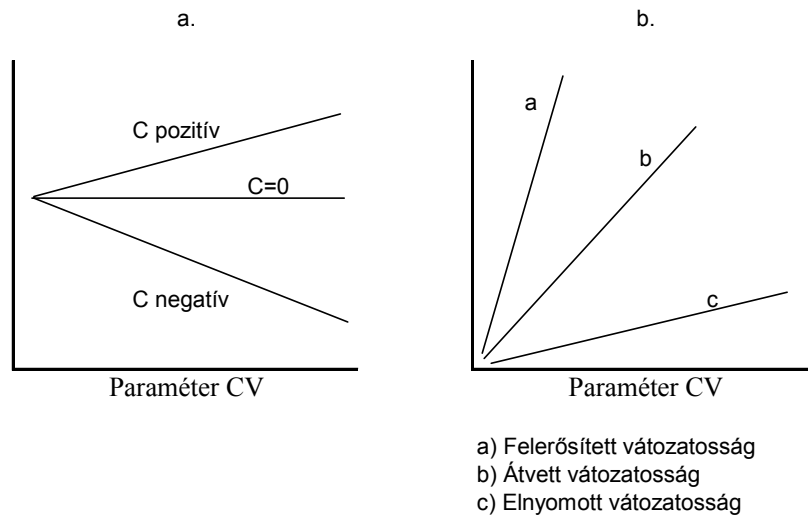 a.
C pozitív
C=0
C negatív
Paraméter CV
b.
a
b
c
Paraméter CV
a) Felerősített vátozatosság
b) Átvett vátozatosság
c) Elnyomott vátozatosság